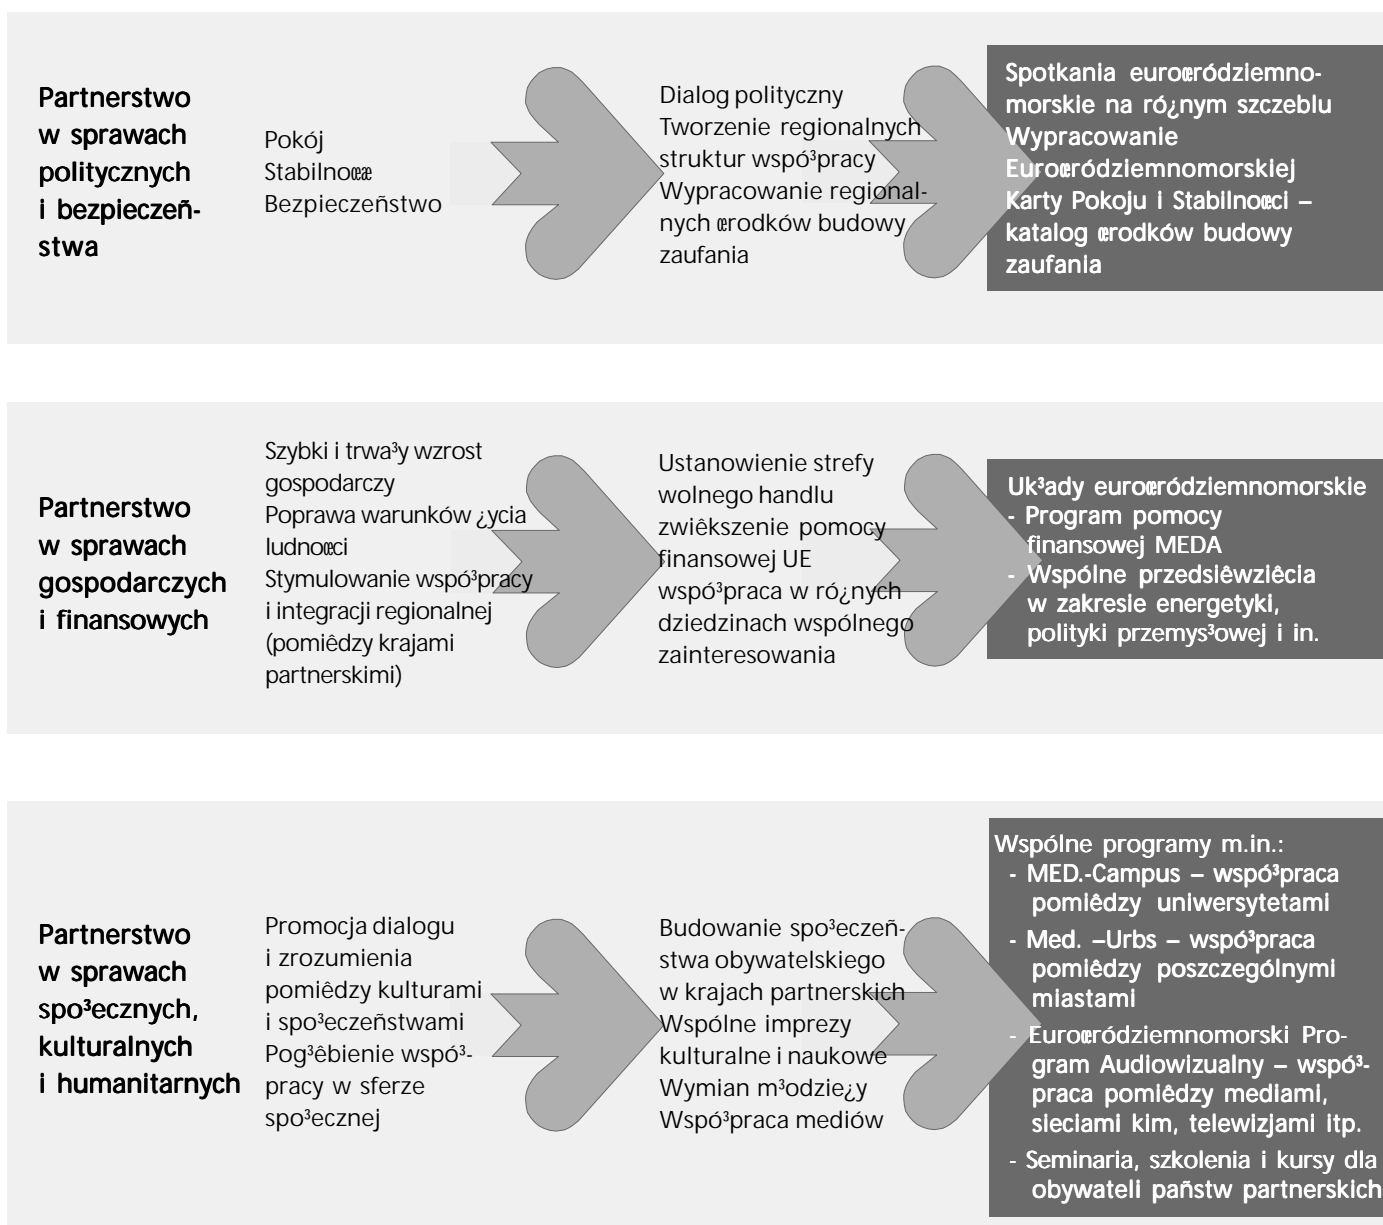 Partnerstwo
w sprawach
politycznych
i bezpieczeñ-
stwa
Pokój
Stabilnoœæ
Bezpieczeñstwo
Dialog polityczny
Tworzenie regionalnych
struktur wspó³pracy
Wypracowanie regional-
nych œrodków budowy
zaufania
Spotkania euroœródziemno-
morskie na ró¿nym szczeblu
Wypracowanie
Euroœródziemnomorskiej
Karty Pokoju i Stabilnoœci –
katalog œrodków budowy
zaufania
Partnerstwo
w sprawach
gospodarczych
i finansowych
Szybki i trwa³y wzrost
gospodarczy
Poprawa warunków ¿ycia
ludnoœci
Stymulowanie wspó³pracy
i integracji regionalnej
(pomiêdzy krajami
partnerskimi)
Ustanowienie strefy
wolnego handlu
zwiêkszenie pomocy
finansowej UE
wspó³praca w ró¿nych
dziedzinach wspólnego
zainteresowania
Uk³ady euroœródziemnomorskie
- Program pomocy
finansowej MEDA
- Wspólne przedsiêwziêcia
w zakresie energetyki,
polityki przemys³owej i in.
Partnerstwo
w sprawach
spo³ecznych,
kulturalnych
i humanitarnych
Promocja dialogu
i zrozumienia
pomiêdzy kulturami
i spo³eczeñstwami
Pog³êbienie wspó³-
pracy w sferze
spo³ecznej
Budowanie spo³eczeñ-
stwa obywatelskiego
w krajach partnerskich
Wspólne imprezy
kulturalne i naukowe
Wymian m³odzie¿y
Wspó³praca mediów
Wspólne programy m.in.:
- MED.-Campus – wspó³praca
pomiêdzy uniwersytetami
- Med. –Urbs – wspó³praca
pomiêdzy poszczególnymi
miastami
- Euroœródziemnomorski Pro-
gram Audiowizualny – wspó³-
praca pomiêdzy mediami,
sieciami kim, telewizjami itp.
- Seminaria, szkolenia i kursy dla
obywateli pañstw partnerskich